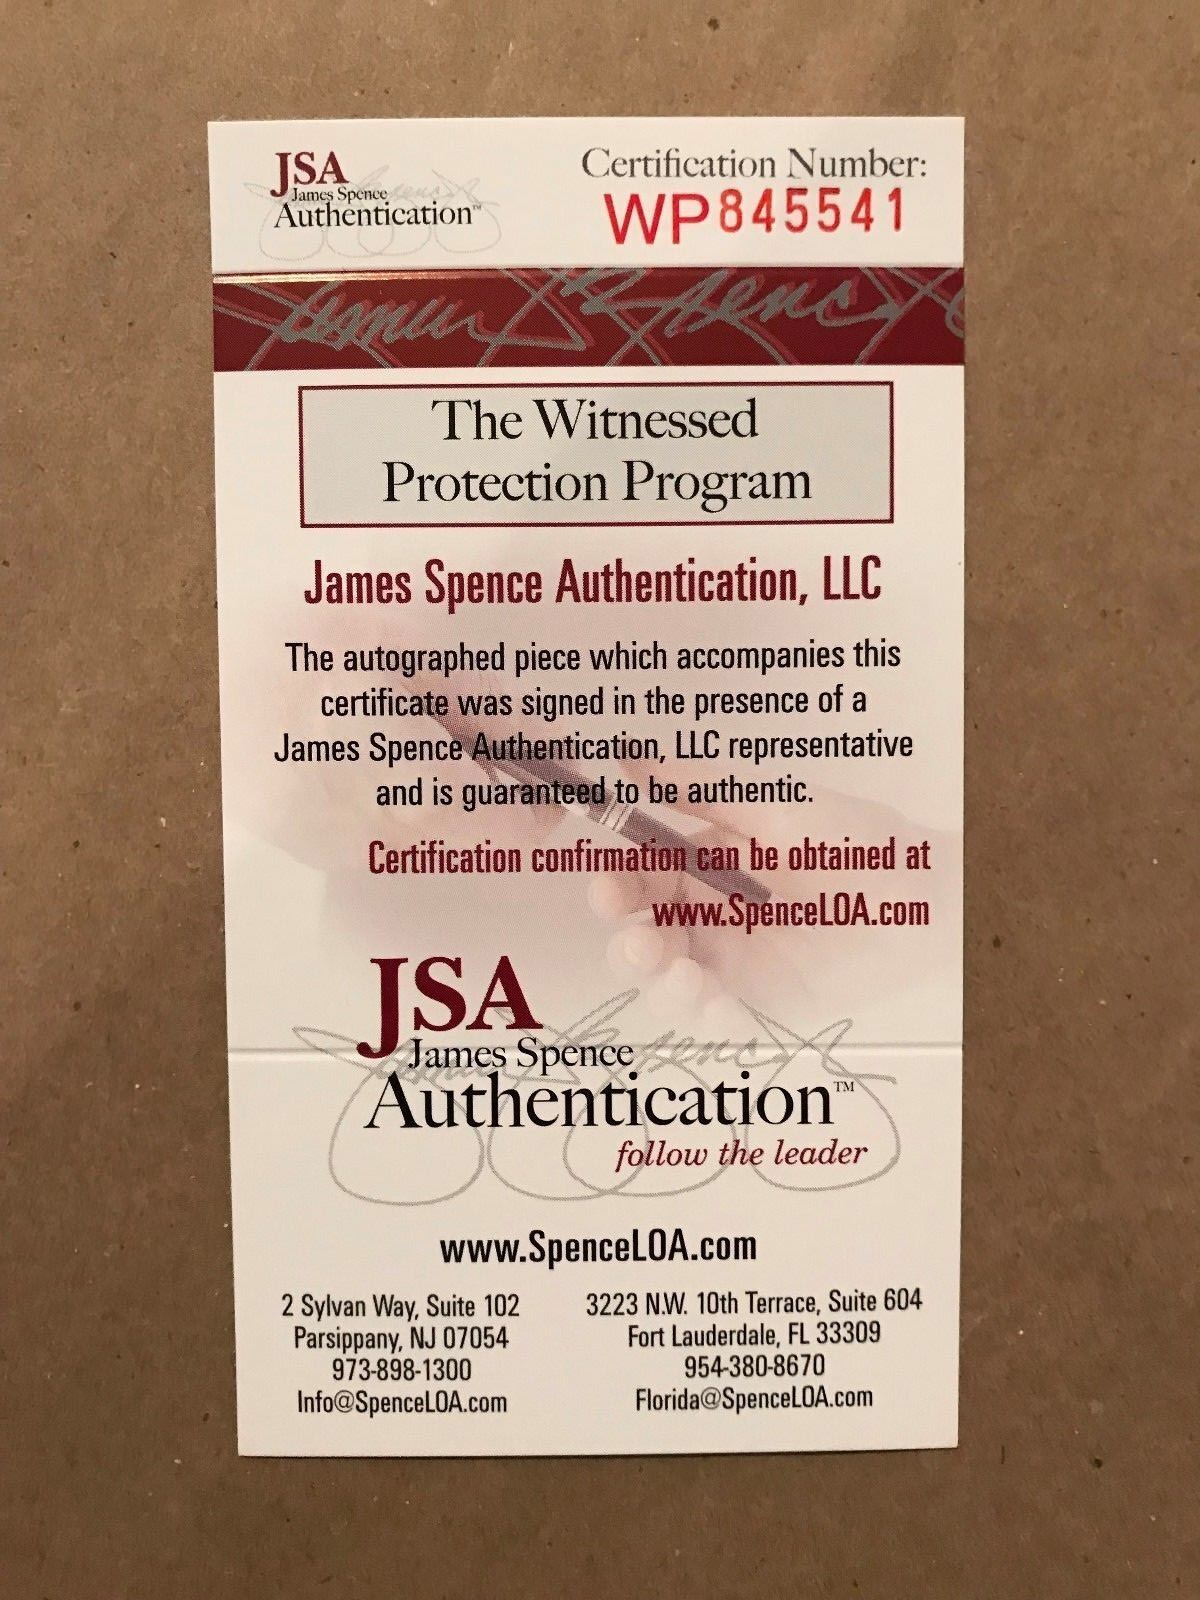 JSA
James Spence
Authentication™
Certification Number:
WP845541
James Spence
The Witnessed
Protection Program
James Spence Authentication, LLC
The autographed piece which accompanies this
certificate was signed in the presence of a
James Spence Authentication, LLC representative
and is guaranteed to be authentic.
Certification confirmation can be obtained at
www.SpenceLOA.com
JSA
James Spence
Authentication™
follow the leader
www.SpenceLOA.com
2 Sylvan Way, Suite 102
Parsippany, NJ 07054
973-898-1300
Info@SpenceLOA.com
3223 N.W. 10th Terrace, Suite 604
Fort Lauderdale, FL 33309
954-380-8670
Florida@SpenceLOA.com